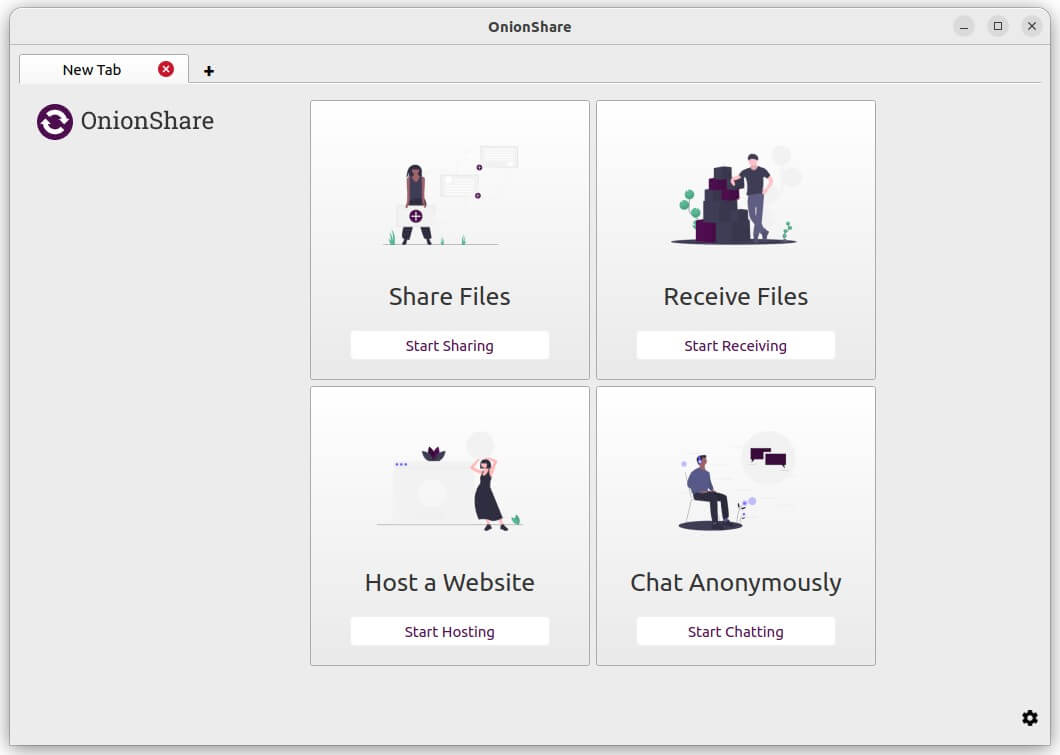 OnionShare
New Tab
OnionShare
Share Files
Start Sharing
Receive Files
Start Receiving
Host a Website
Start Hosting
Chat Anonymously
Start Chatting